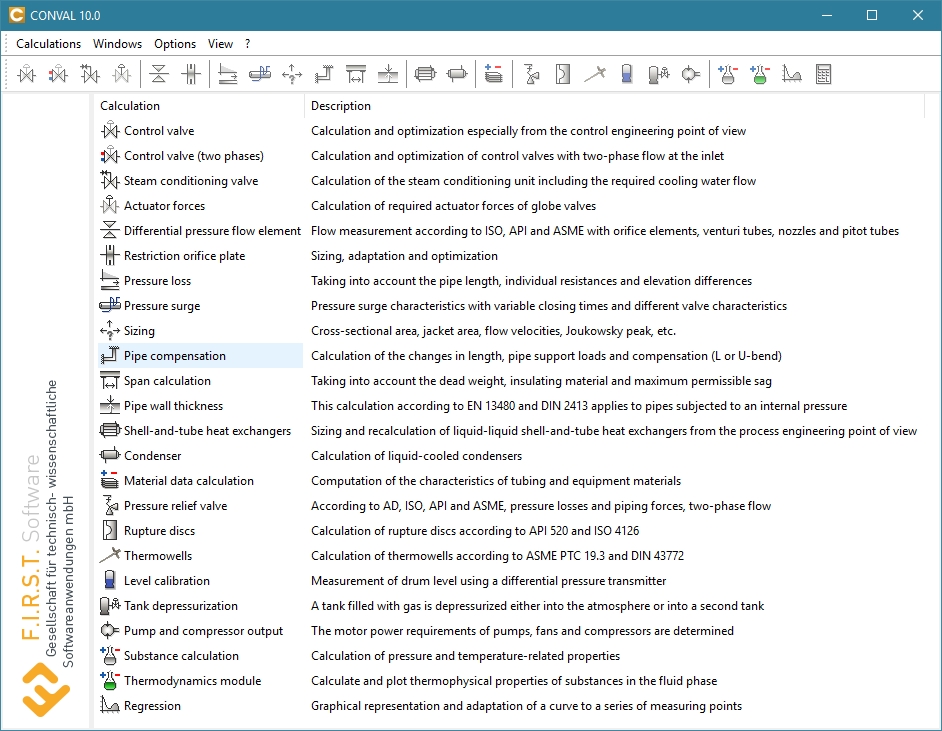 CONVAL 10.0
Calculations Windows Options View ?
Calculation Description
Control valve Calculation and optimization especially from the control engineering point of view
Control valve (two phases) Calculation and optimization of control valves with two-phase flow at the inlet
Steam conditioning valve Calculation of the steam conditioning unit including the required cooling water flow
Actuator forces Calculation of required actuator forces of globe valves
Differential pressure flow element Flow measurement according to ISO, API and ASME with orifice elements, venturi tubes, nozzles and pitot tubes
Restriction orifice plate Sizing, adaptation and optimization
Pressure loss Taking into account the pipe length, individual resistances and elevation differences
Pressure surge Pressure surge characteristics with variable closing times and different valve characteristics
Sizing Cross-sectional area, jacket area, flow velocities, Joukowsky peak, etc.
Pipe compensation Calculation of the changes in length, pipe support loads and compensation (L or U-bend)
Span calculation Taking into account the dead weight, insulating material and maximum permissible sag
Pipe wall thickness This calculation according to EN 13480 and DIN 2413 applies to pipes subjected to an internal pressure
Shell-and-tube heat exchangers Sizing and recalculation of liquid-liquid shell-and-tube heat exchangers from the process engineering point of view
Condenser Calculation of liquid-cooled condensers
Material data calculation Computation of the characteristics of tubing and equipment materials
Pressure relief valve According to AD, ISO, API and ASME, pressure losses and piping forces, two-phase flow
Rupture discs Calculation of rupture discs according to API 520 and ISO 4126
Thermowells Calculation of thermowells according to ASME PTC 19.3 and DIN 43772
Level calibration Measurement of drum level using a differential pressure transmitter
Tank depressurization A tank filled with gas is depressurized either into the atmosphere or into a second tank
Pump and compressor output The motor power requirements of pumps, fans and compressors are determined
Substance calculation Calculation of pressure and temperature-related properties
Thermodynamics module Calculate and plot thermophysical properties of substances in the fluid phase
Regression Graphical representation and adaptation of a curve to a series of measuring points
F.I.R.S.T. Software
Gesellschaft für technisch- wissenschaftliche
Softwareanwendungen mbH